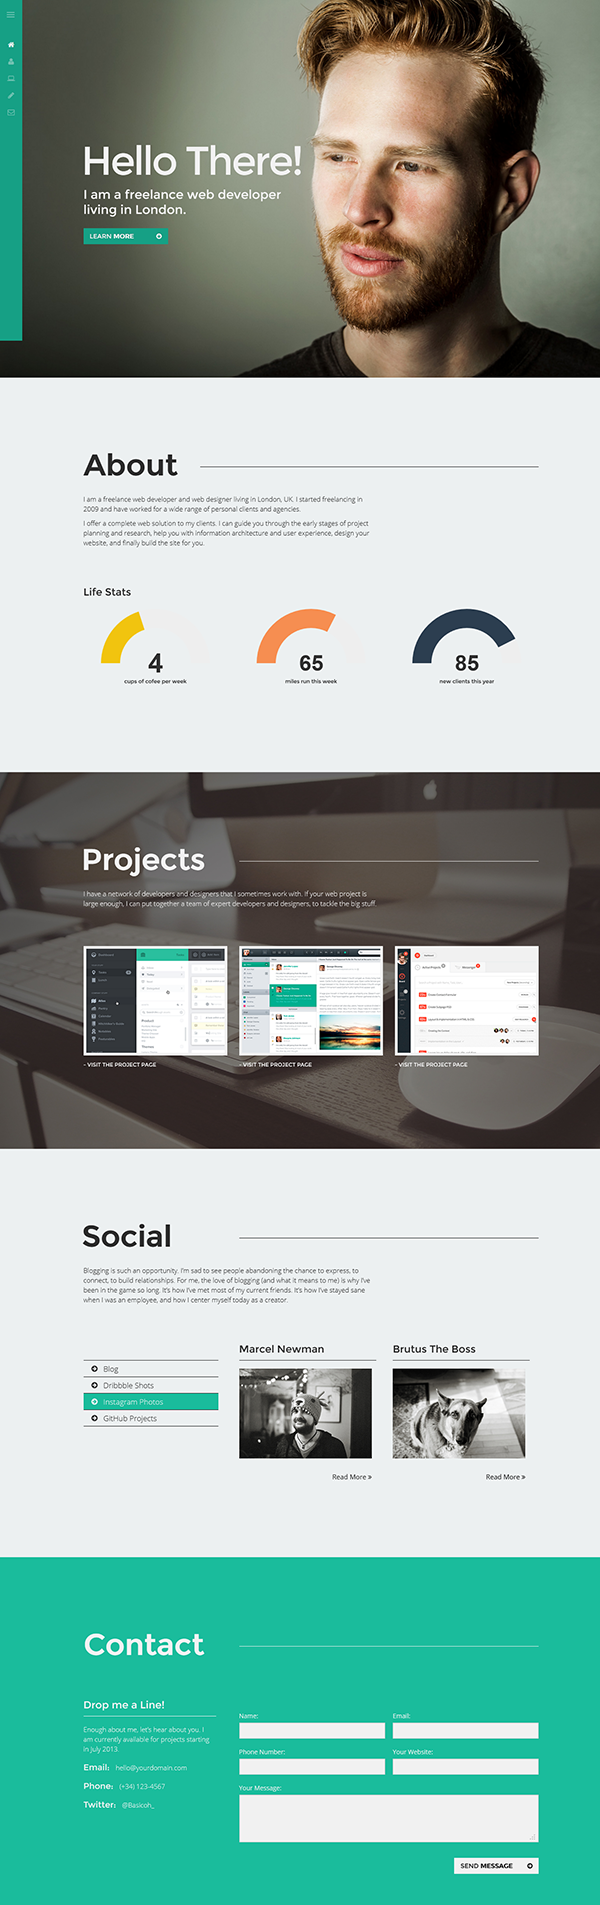 Hello There!
I am a freelance web developer
living in London.
LEARN MORE
About
I am a freelance web developer and web designer living in London, UK. I started freelancing in
2009 and have worked for a wide range of personal clients and agencies.
I offer a complete web solution to my clients. I can guide you through the early stages of project
planning and research, help you with information architecture and user experience, design your
website, and finally build the site for you.
Life Stats
4
cups of cofee per week
65
miles run this week
85
new clients this year
Projects
I have a network of developers and designers that I sometimes work with. If your web project is
large enough, I can put together a team of expert developers and designers, to tackle the big stuff.
- VISIT THE PROJECT PAGE
- VISIT THE PROJECT PAGE
- VISIT THE PROJECT PAGE
Social
Blogging is such an opportunity. I'm sad to see people abandoning the chance to express, to
connect, to build relationships. For me, the love of blogging (and what it means to me) is why I've
been in the game so long. It's how I've met most of my current friends. It's how I've stayed sane
when I was an employee, and how I center myself today as a creator.
Blog
Dribbble Shots
Instagram Photos
GitHub Projects
Marcel Newman
Read More »
Brutus The Boss
Read More »
Contact
Drop me a Line!
Enough about me, let's hear about you. I
am currently available for projects starting
in July 2013.
Email: hello@yourdomain.com
Phone: (+34) 123-4567
Twitter: @Basicoh_
Name:
Email:
Phone Number:
Your Website:
Your Message:
SEND MESSAGE